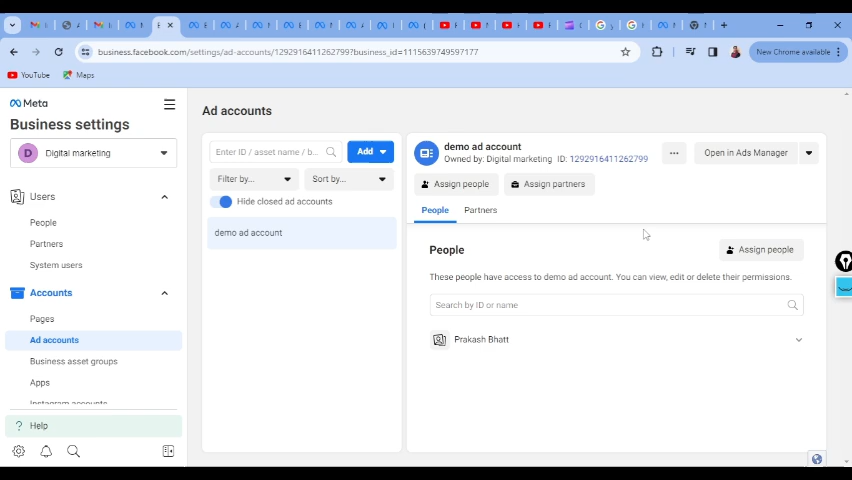 business.facebook.com/settings/ad-accounts/1292916411262799?business_id=1115639749597177
New Chrome available
YouTube
Maps
Meta
Business settings
D
Digital marketing
Users
People
Partners
System users
Accounts
Pages
Ad accounts
Business asset groups
Apps
Instagram accounts
Help
Ad accounts
Enter ID / asset name / b...
Add
Filter by...
Sort by...
Hide closed ad accounts
demo ad account
demo ad account
Owned by: Digital marketing ID: 1292916411262799
Open in Ads Manager
Assign people
Assign partners
People
Partners
People
Assign people
These people have access to demo ad account. You can view, edit or delete their permissions.
Search by ID or name
Prakash Bhatt